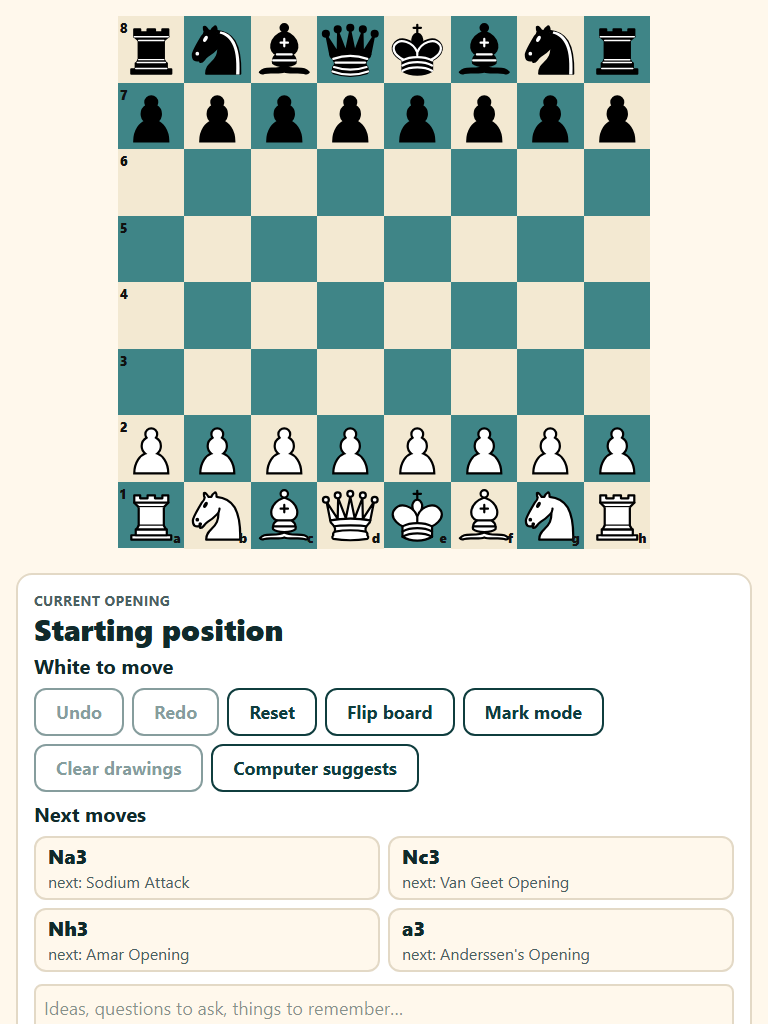 8
7
6
5
4
3
2
1
a b c d e f g h
CURRENT OPENING
Starting position
White to move
Undo Redo Reset Flip board Mark mode
Clear drawings Computer suggests
Next moves
Na3 Nc3
next: Sodium Attack next: Van Geet Opening
Nh3 a3
next: Amar Opening next: Anderssen's Opening
Ideas, questions to ask, things to remember...